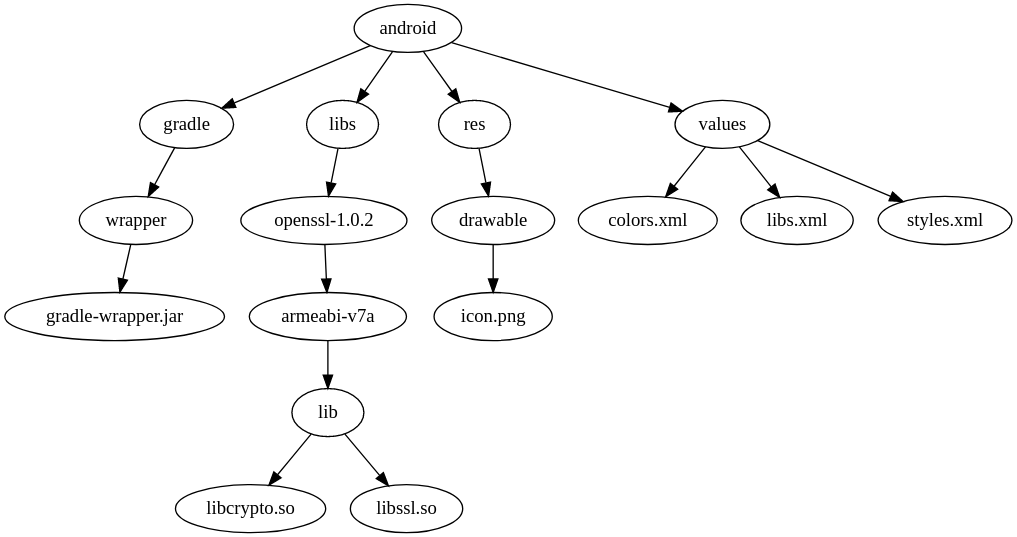 android
gradle
libs
res
values
wrapper
openssl-1.0.2
drawable
colors.xml
libs.xml
styles.xml
gradle-wrapper.jar
armeabi-v7a
icon.png
lib
libcrypto.so
libssl.so